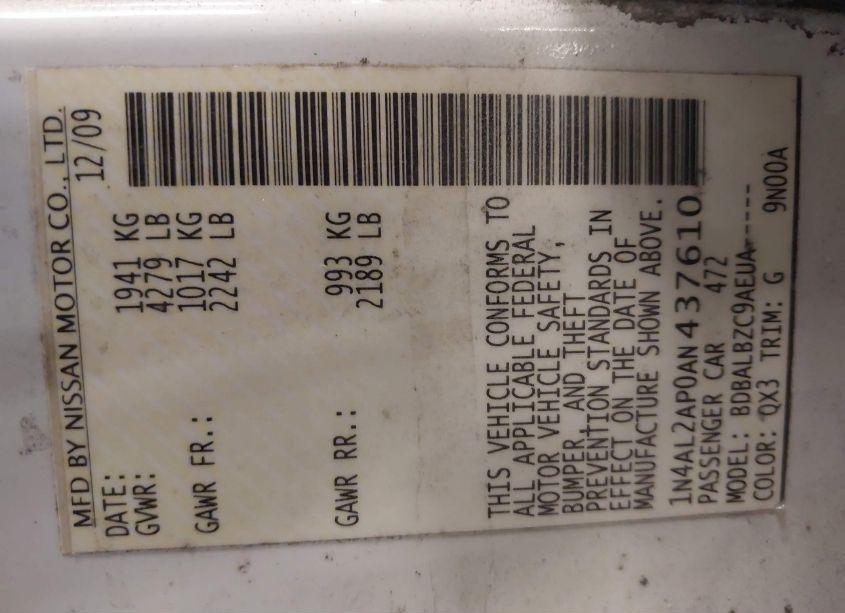 MFD BY NISSAN MOTOR CO., LTD.
DATE: 12/09
GVWR: 1941 KG
4279 LB
GAWR FR.: 1017 KG
2242 LB
GAWR RR.: 993 KG
2189 LB
THIS VEHICLE CONFORMS TO
ALL APPLICABLE FEDERAL
MOTOR VEHICLE SAFETY,
BUMPER, AND THEFT
PREVENTION STANDARDS IN
EFFECT ON THE DATE OF
MANUFACTURE SHOWN ABOVE.
1N4AL2AP0AN437610
PASSENGER CAR 472
MODEL: BDBALBZC9AEUA-----
COLOR: QX3 TRIM: G 9N00A